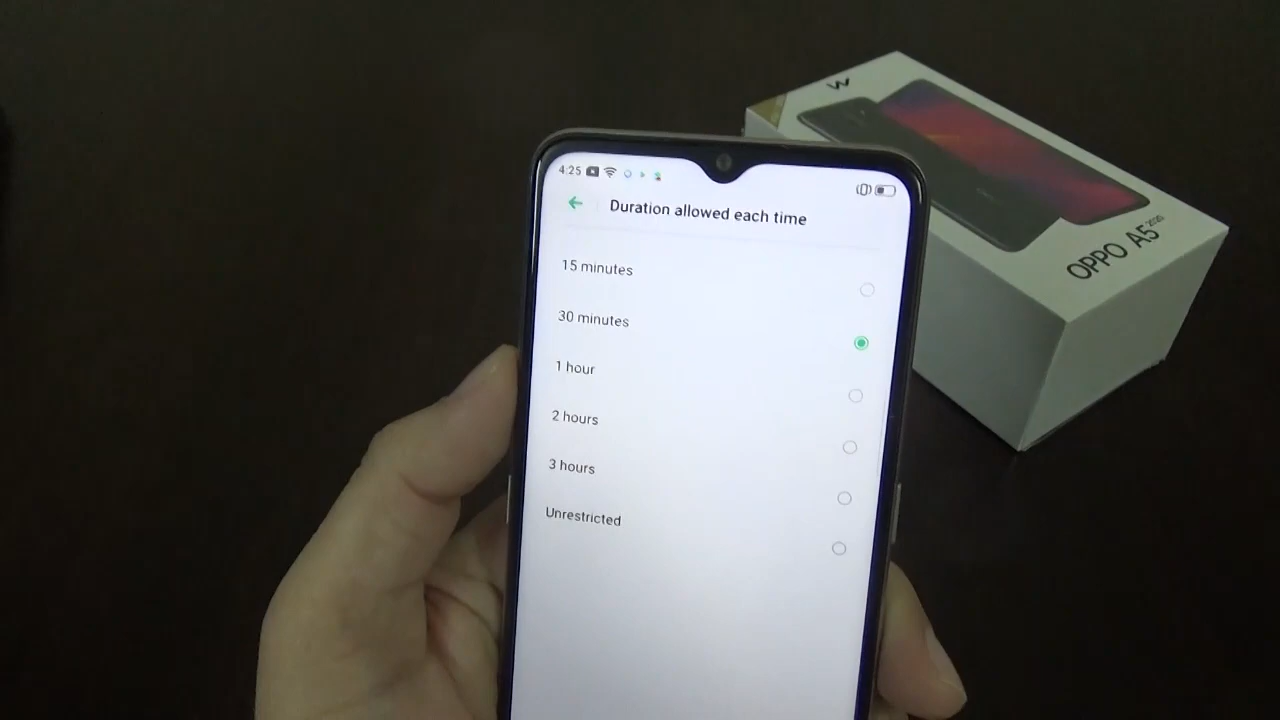 4:25
Duration allowed each time
15 minutes
30 minutes
1 hour
2 hours
3 hours
Unrestricted
OPPO A5 2020